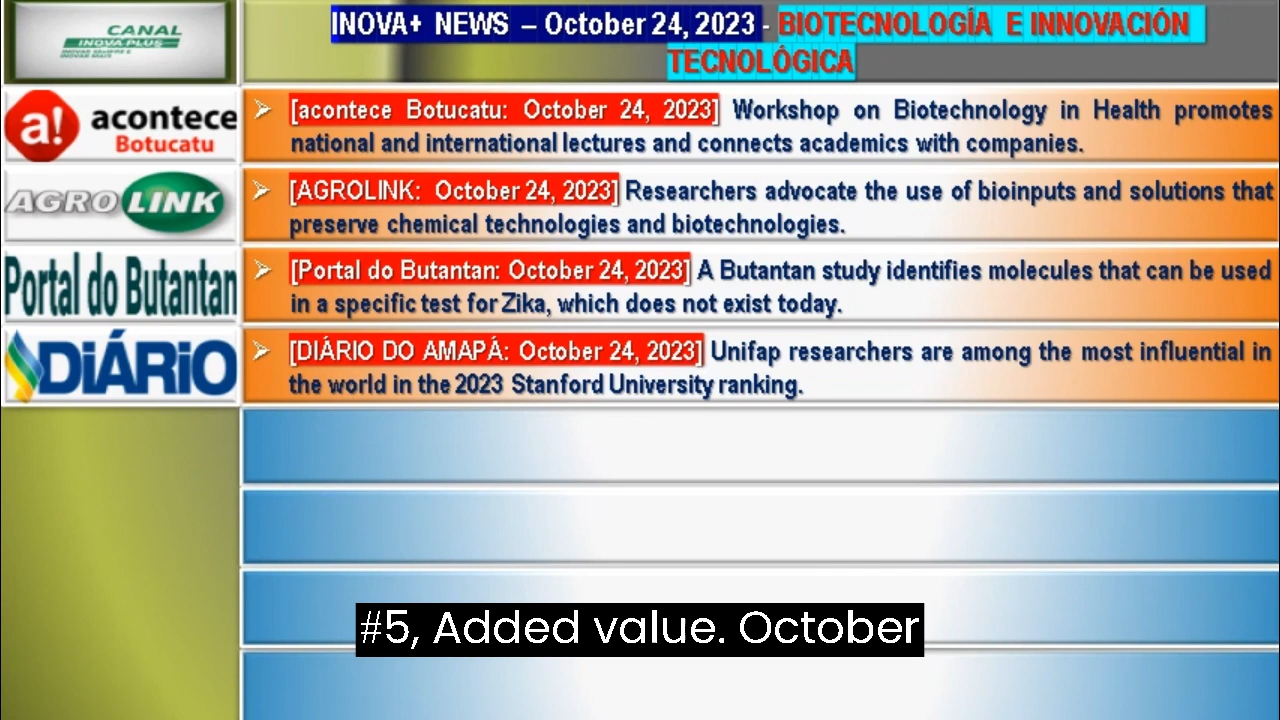 CANAL
INOVA PLUS
INOVAR SEMPRE E
INOVAR MAIS
INOVA+ NEWS – October 24, 2023 - BIOTECNOLOGÍA E INNOVACIÓN
TECNOLÓGICA
a! acontece
Botucatu
➢ [acontece Botucatu: October 24, 2023] Workshop on Biotechnology in Health promotes
national and international lectures and connects academics with companies.
AGROLINK
➢ [AGROLINK: October 24, 2023] Researchers advocate the use of bioinputs and solutions that
preserve chemical technologies and biotechnologies.
Portal do Butantan
➢ [Portal do Butantan: October 24, 2023] A Butantan study identifies molecules that can be used
in a specific test for Zika, which does not exist today.
DiÁRiO
➢ [DIÁRIO DO AMAPÁ: October 24, 2023] Unifap researchers are among the most influential in
the world in the 2023 Stanford University ranking.
#5, Added value. October